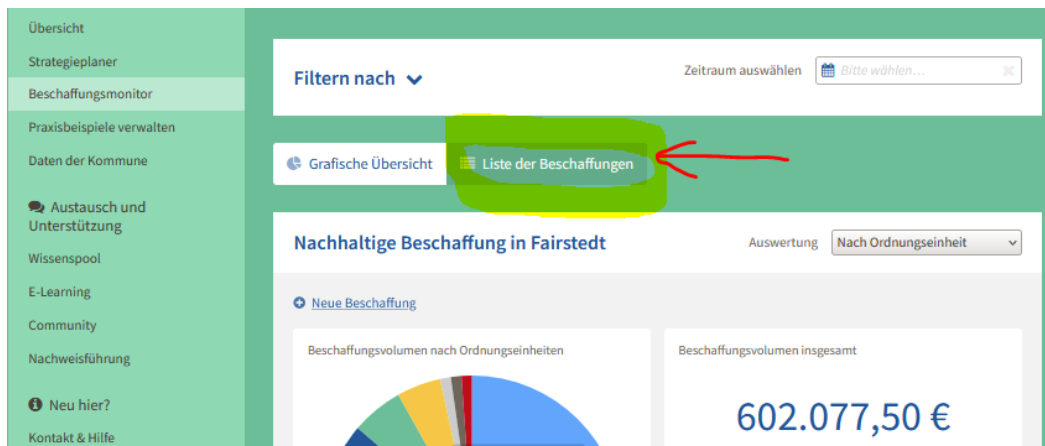 Übersicht
Strategieplaner
Beschaffungsmonitor
Praxisbeispiele verwalten
Daten der Kommune
Austausch und
Unterstützung
Wissenspool
E-Learning
Community
Nachweisführung
Neu hier?
Kontakt & Hilfe
Filtern nach
Zeitraum auswählen
Bitte wählen...
Grafische Übersicht
Liste der Beschaffungen
Nachhaltige Beschaffung in Fairstedt
Auswertung
Nach Ordnungseinheit
Neue Beschaffung
Beschaffungsvolumen nach Ordnungseinheiten
Beschaffungsvolumen insgesamt
602.077,50 €